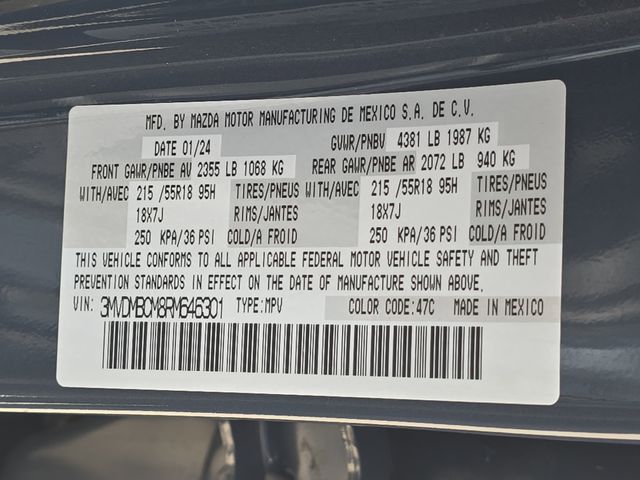 MFD. BY MAZDA MOTOR MANUFACTURING DE MEXICO S.A. DE C.V.
DATE 01/24 GVWR/PNBV 4381 LB 1987 KG
FRONT GAWR/PNBE AV 2355 LB 1068 KG REAR GAWR/PNBE AR 2072 LB 940 KG
WITH/AVEC 215 /55R18 95H TIRES/PNEUS WITH/AVEC 215 /55R18 95H TIRES/PNEUS
18X7J RIMS/JANTES 18X7J RIMS/JANTES
250 KPA/36 PSI COLD/A FROID 250 KPA/36 PSI COLD/A FROID
THIS VEHICLE CONFORMS TO ALL APPLICABLE FEDERAL MOTOR VEHICLE SAFETY AND THEFT
PREVENTION STANDARDS IN EFFECT ON THE DATE OF MANUFACTURE SHOWN ABOVE.
VIN: 3MVDMBCM8RM646301 TYPE:MPV COLOR CODE:47C MADE IN MEXICO